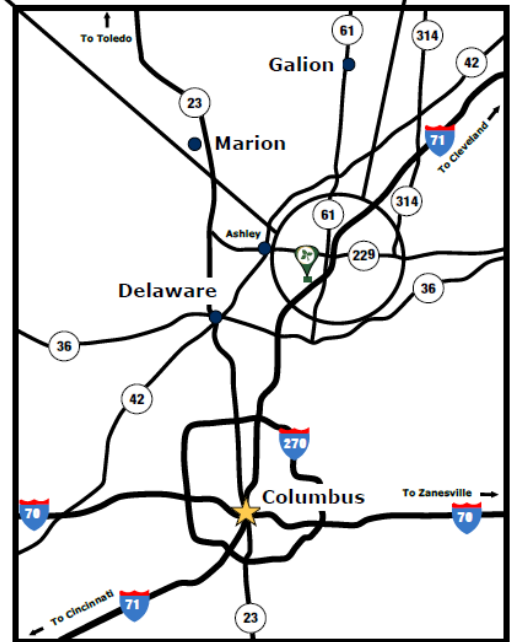 To Toledo
61
314
Galion
42
23
71
To Cleveland
Marion
314
61
Ashley
229
Delaware
36
36
42
270
Columbus
To Zanesville
70
70
71
To Cincinnati
23